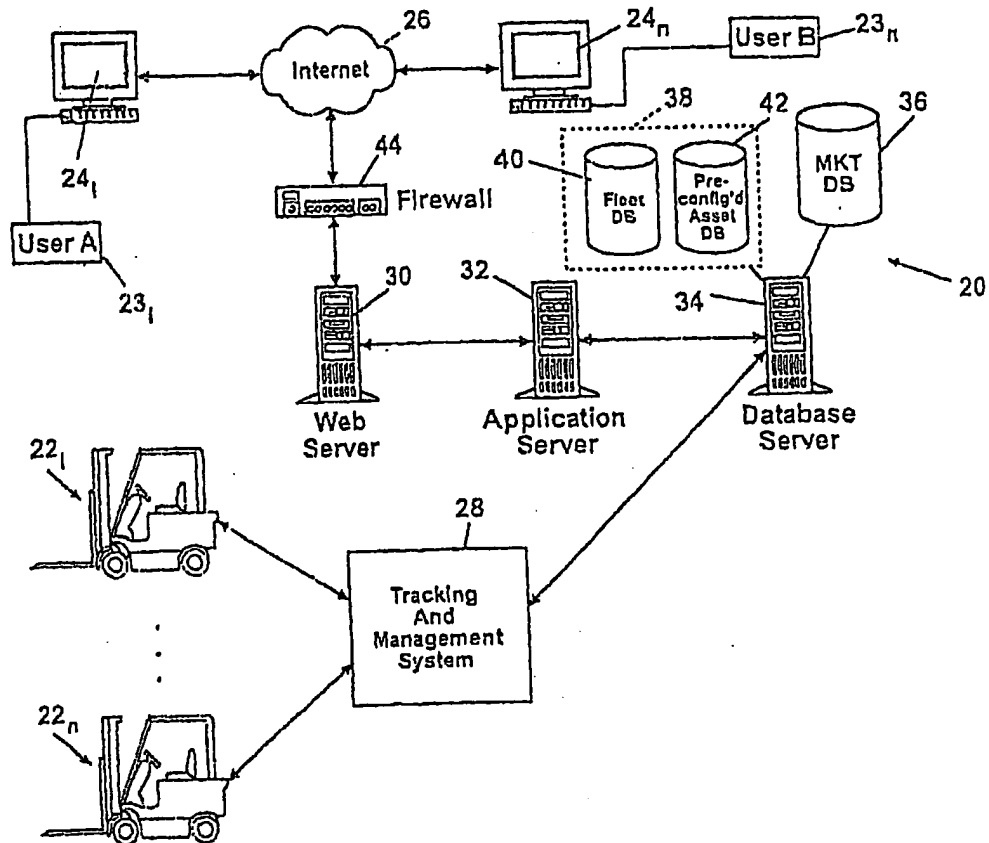 26
24n
User B
23n
Internet
38
42
36
44
40
MKT
DB
Fleet
DB
Pre-
config'd
Asset
DB
24l
Firewall
User A
23l
30
32
34
20
Web
Server
Application
Server
Database
Server
22l
28
Tracking
And
Management
System
22n